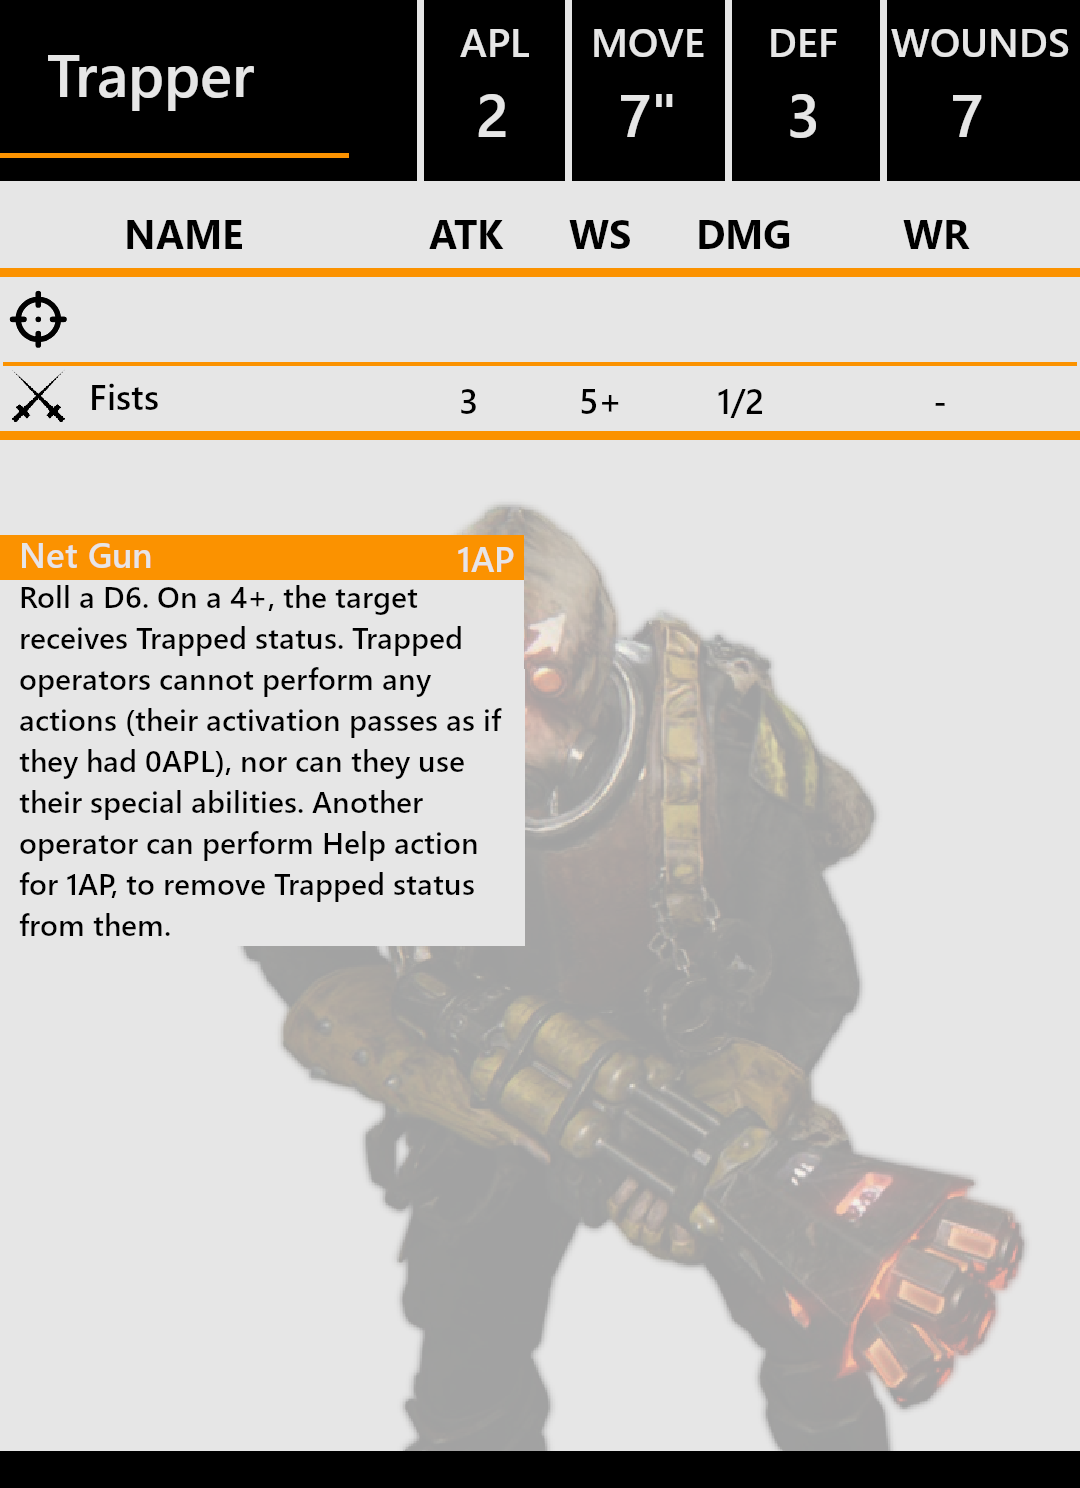 Trapper
APL MOVE DEF WOUNDS
2 7" 3 7
NAME ATK WS DMG WR
Fists 3 5+ 1/2 -
Net Gun 1AP
Roll a D6. On a 4+, the target
receives Trapped status. Trapped
operators cannot perform any
actions (their activation passes as if
they had 0APL), nor can they use
their special abilities. Another
operator can perform Help action
for 1AP, to remove Trapped status
from them.